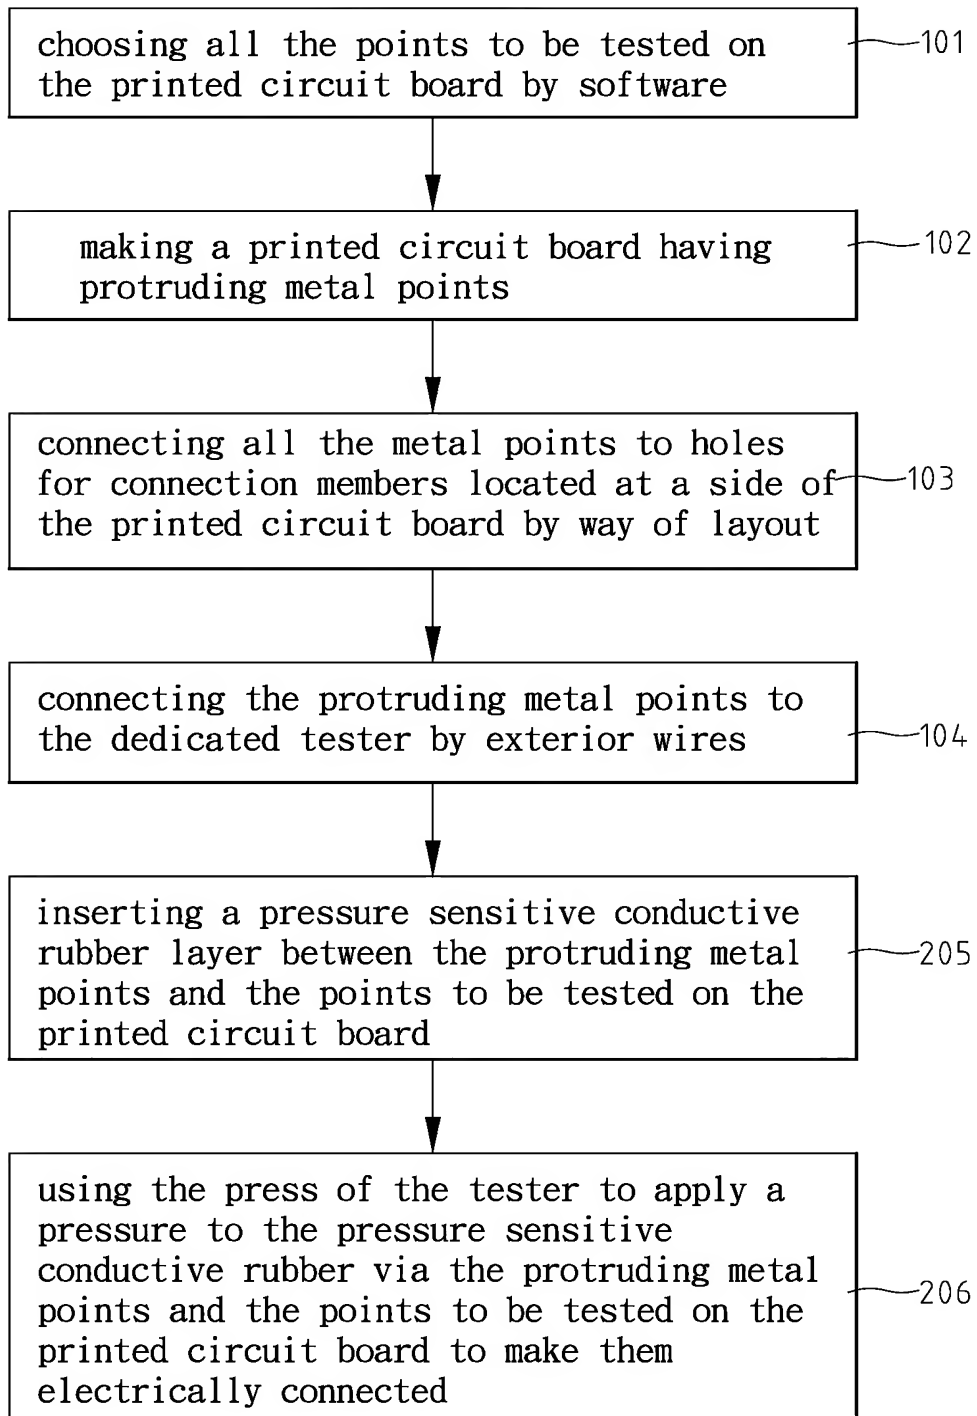 choosing all the points to be tested on
the printed circuit board by software
101
making a printed circuit board having
protruding metal points
102
connecting all the metal points to holes
for connection members located at a side of
the printed circuit board by way of layout
103
connecting the protruding metal points to
the dedicated tester by exterior wires
104
inserting a pressure sensitive conductive
rubber layer between the protruding metal
points and the points to be tested on the
printed circuit board
205
using the press of the tester to apply a
pressure to the pressure sensitive
conductive rubber via the protruding metal
points and the points to be tested on the
printed circuit board to make them
electrically connected
206